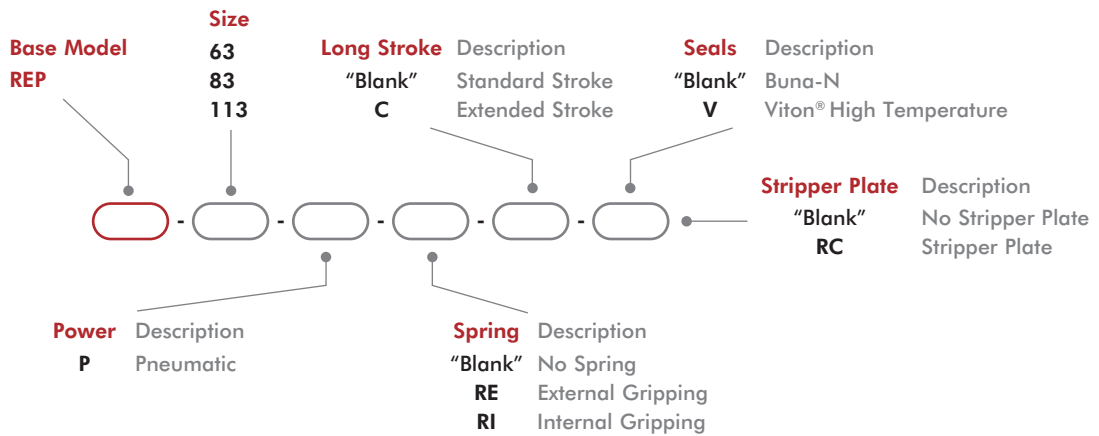 Size
Base Model
63
Long Stroke Description
Seals Description
REP
83
“Blank” Standard Stroke
“Blank” Buna-N
113
C Extended Stroke
V Viton® High Temperature
Stripper Plate Description
“Blank” No Stripper Plate
- - - - -
RC Stripper Plate
Power Description
Spring Description
P Pneumatic
“Blank” No Spring
RE External Gripping
RI Internal Gripping